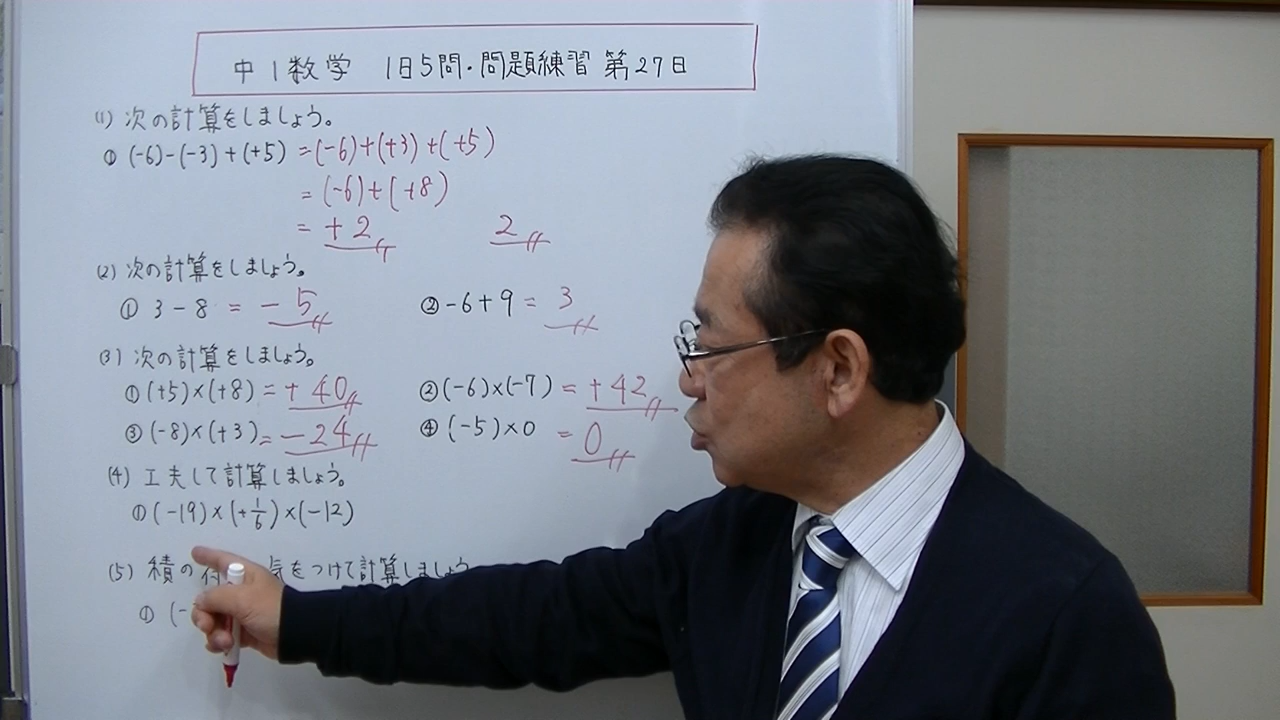 中1数学 1日5問・問題練習 第27日
(1) 次の計算をしましょう。
① (-6)-(-3)+(+5) =(-6)+(+3)+(+5)
= (-6)+(+8)
= +2 2
(2) 次の計算をしましょう。
① 3-8 = -5 ② -6+9 = 3
(3) 次の計算をしましょう。
① (+5)×(+8) = +40 ② (-6)×(-7) = +42
③ (-8)×(+3) = -24 ④ (-5)×0 = 0
(4) 工夫して計算しましょう。
① (-19)×(+1/6)×(-12)
(5) 積の 気をつけて計算しましょう
① (-